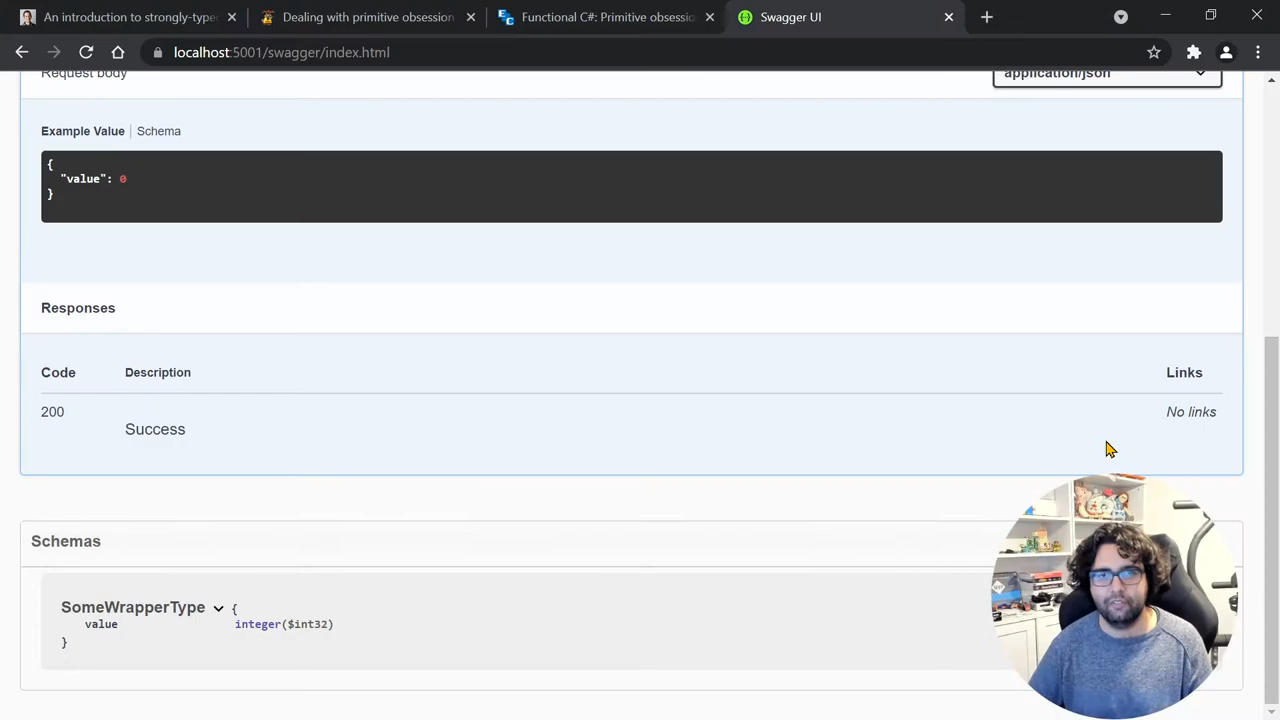 An introduction to strongly-type
Dealing with primitive obsession
Functional C#: Primitive obsessio
Swagger UI
localhost:5001/swagger/index.html
Request body
application/json
Example Value
Schema
{
"value": 0
}
Responses
Code
Description
Links
200
Success
No links
Schemas
SomeWrapperType
{
value
integer($int32)
}